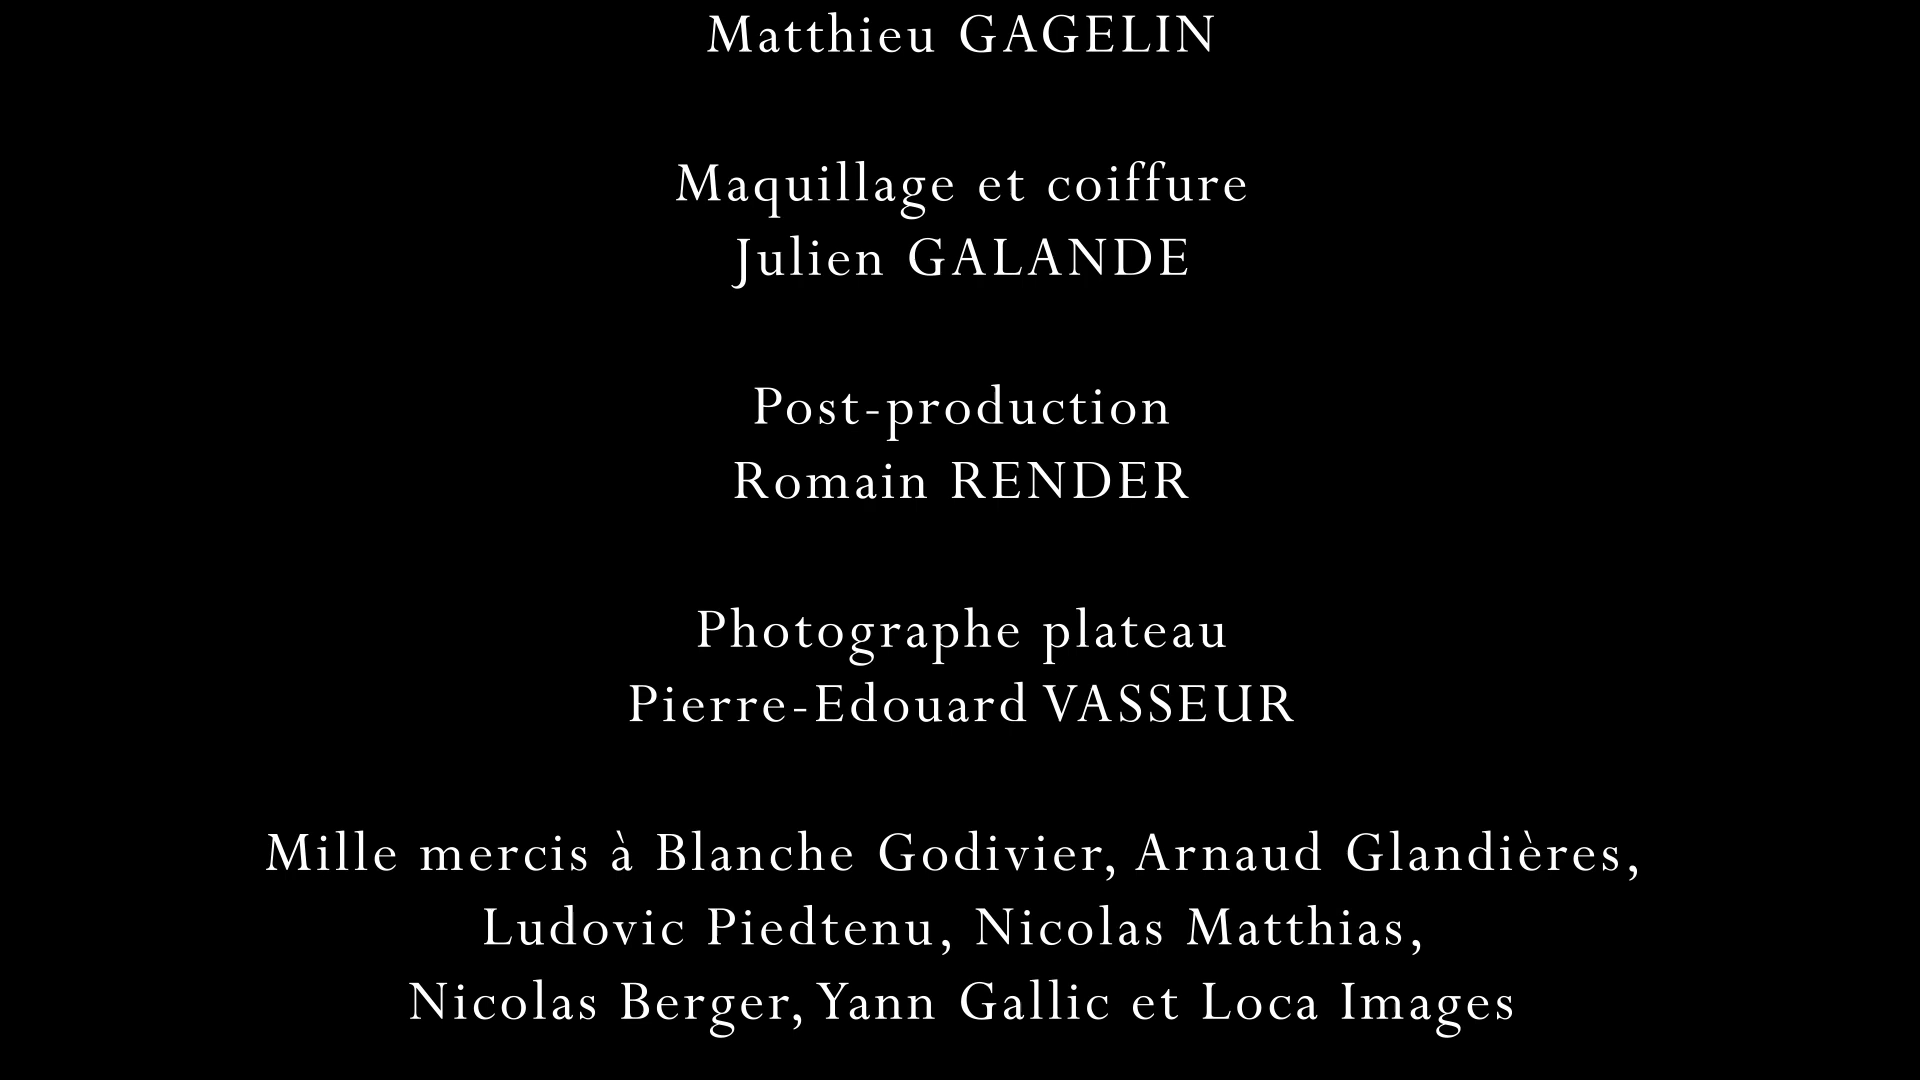 Matthieu GAGELIN
Maquillage et coiffure
Julien GALANDE
Post-production
Romain RENDER
Photographe plateau
Pierre-Edouard VASSEUR
Mille mercis à Blanche Godivier, Arnaud Glandières,
Ludovic Piedtenu, Nicolas Matthias,
Nicolas Berger, Yann Gallic et Loca Images